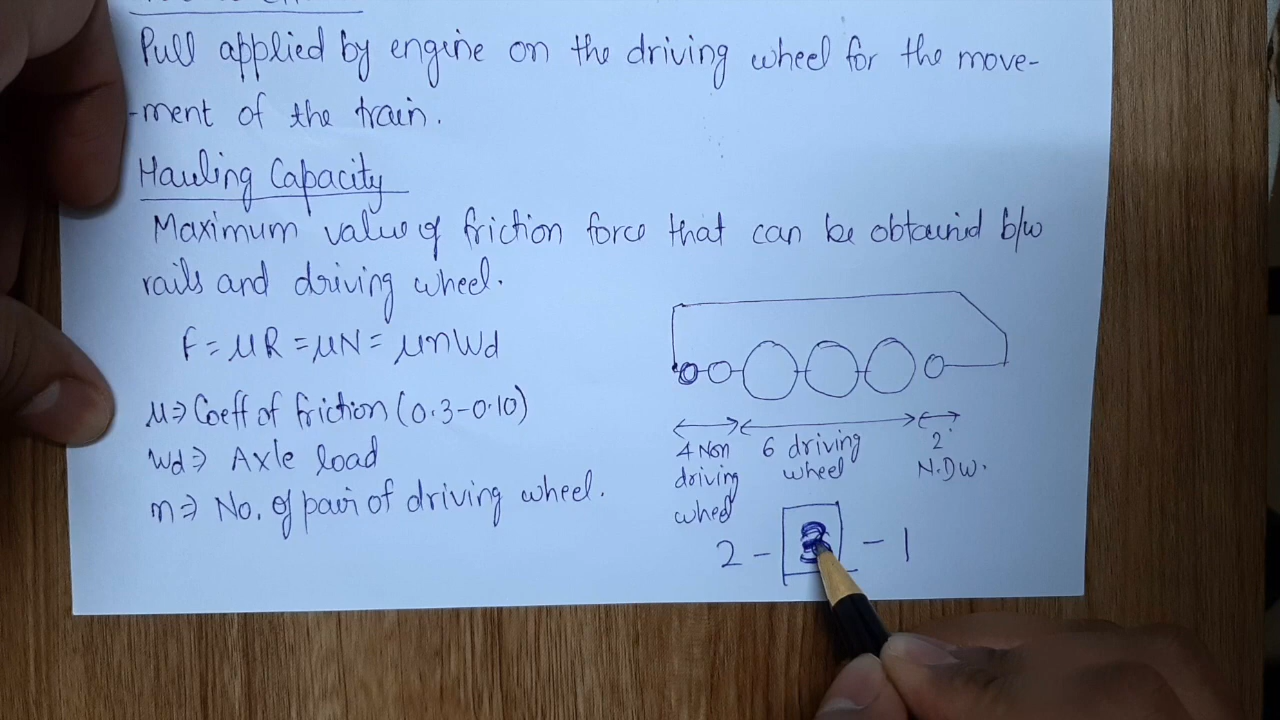 Pull applied by engine on the driving wheel for the move-
-ment of the train.
Hauling Capacity
Maximum value of friction force that can be obtained b/w
rails and driving wheel.
F = μR = μN = μnWd
μ⇒ Coeff of friction (0.3-0.10)
Wd⇒ Axle load
n⇒ No. of pair of driving wheel.
4 Non
driving
wheel
6 driving
wheel
2
N.D.W.
2 - 3 - 1